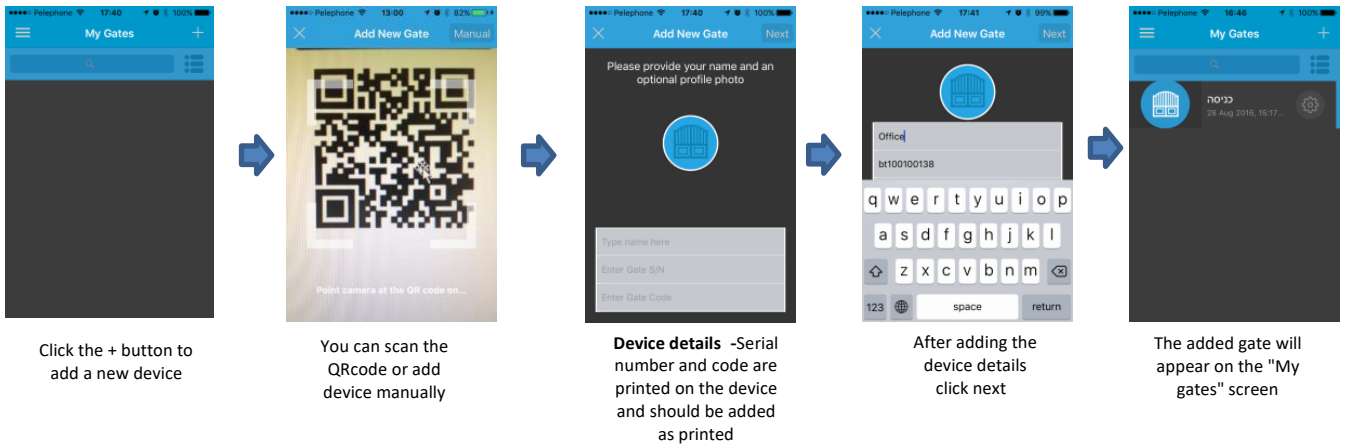 Pelephone 17:40 100%
My Gates +
Click the + button to
add a new device
Pelephone 13:00 82%
Add New Gate Manual
Point camera at the QR code on...
You can scan the
QRcode or add
device manually
Pelephone 17:40 100%
Add New Gate Next
Please provide your name and an
optional profile photo
Type name here
Enter Gate S/N
Enter Gate Code
Device details -Serial
number and code are
printed on the device
and should be added
as printed
Pelephone 17:41 99%
Add New Gate Next
Office
bt100100138
q w e r t y u i o p
a s d f g h j k l
z x c v b n m
123 space return
After adding the
device details
click next
Pelephone 16:46 100%
My Gates +
כניסה
28 Aug 2016, 15:17...
The added gate will
appear on the "My
gates" screen